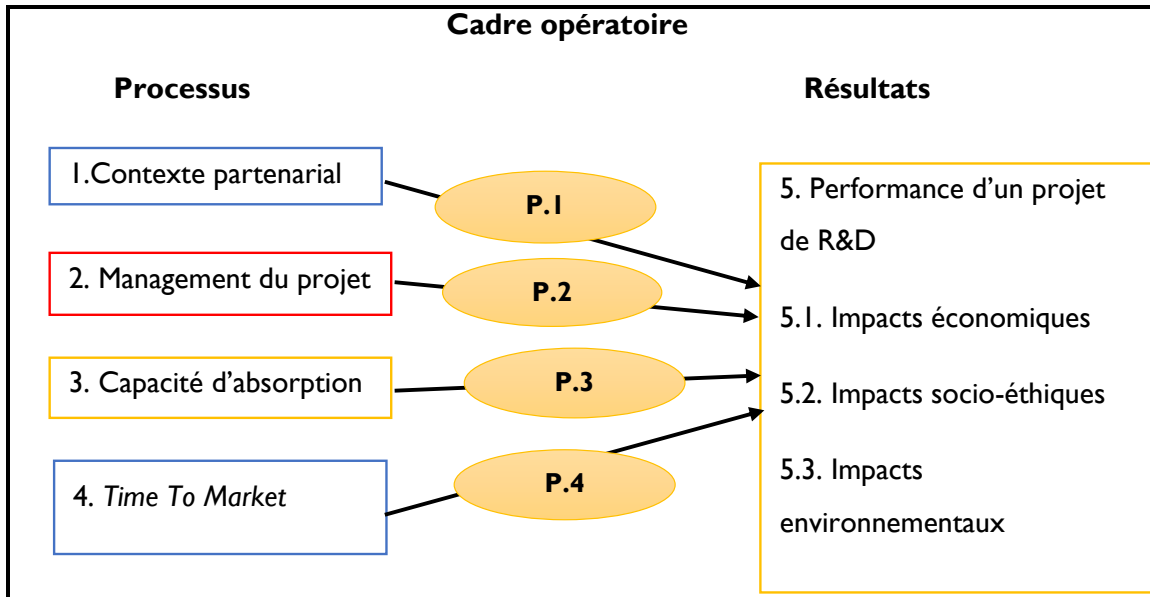 Cadre opératoire
Processus
Résultats
1.Contexte partenarial
P.1
5. Performance d’un projet
de R&D
2. Management du projet
P.2
5.1. Impacts économiques
3. Capacité d’absorption
P.3
5.2. Impacts socio-éthiques
4. Time To Market
P.4
5.3. Impacts
environnementaux